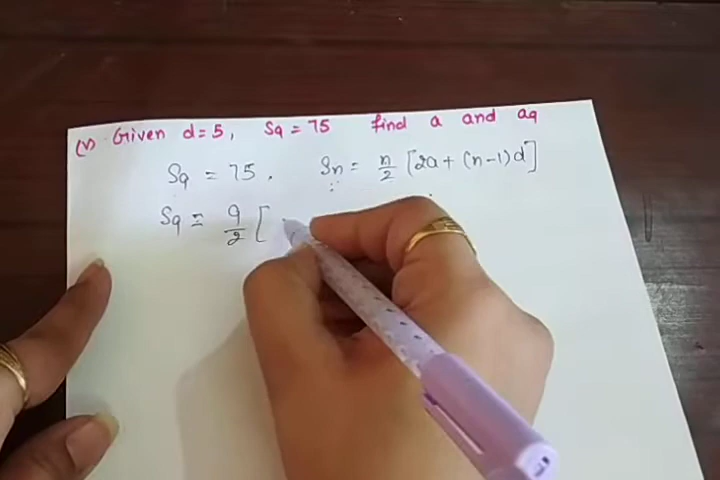 (v) Given d=5, S9 = 75 find a and a9
S9 = 75. Sn = n/2 [2a + (n-1)d]
S9 = 9/2 [